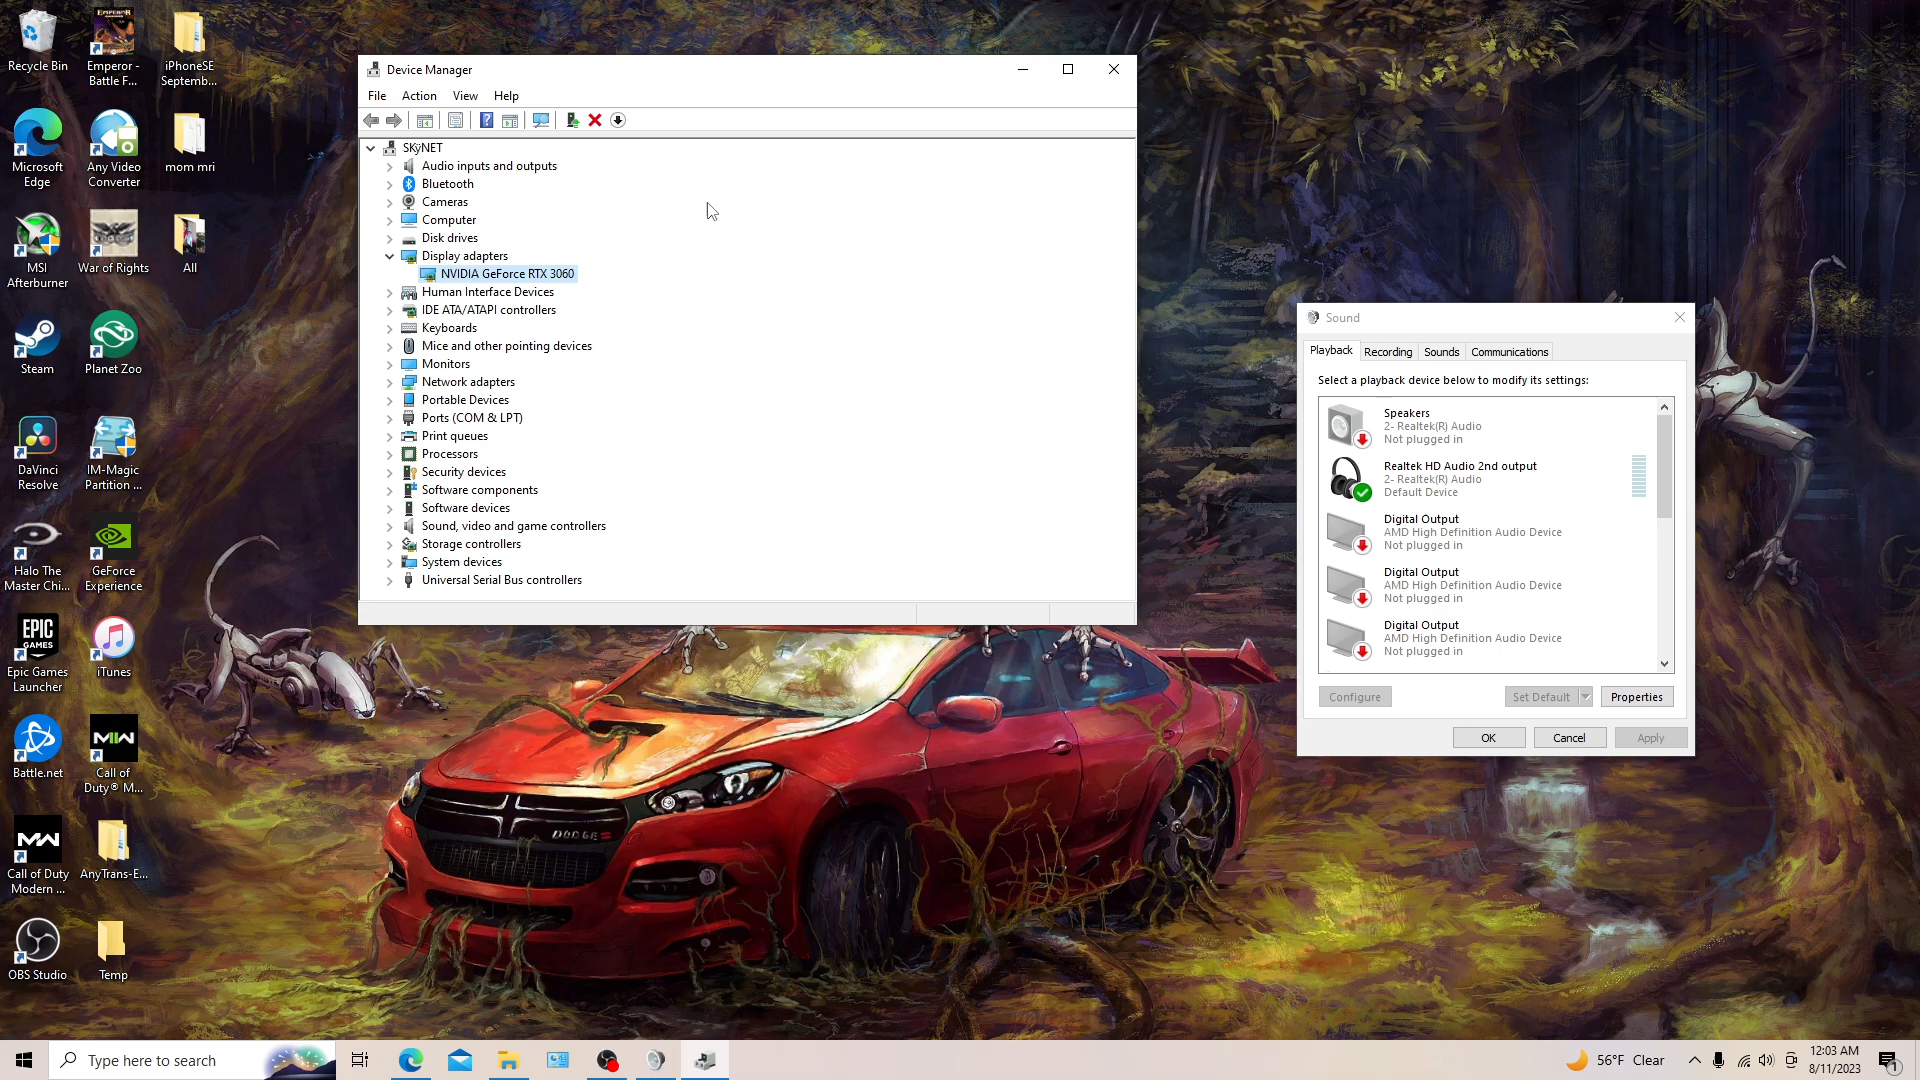 Recycle Bin
Emperor -
Battle F...
iPhoneSE
Septemb...
Microsoft
Edge
Any Video
Converter
mom mri
MSI
Afterburner
War of Rights
All
Steam
Planet Zoo
DaVinci
Resolve
IM-Magic
Partition ...
Halo The
Master Chi...
GeForce
Experience
EPIC
GAMES
Epic Games
Launcher
iTunes
Battle.net
MW
Call of
Duty® M...
MW
Call of Duty
Modern ...
AnyTrans-E...
OBS Studio
Temp
Device Manager
File Action View Help
SKYNET
Audio inputs and outputs
Bluetooth
Cameras
Computer
Disk drives
Display adapters
NVIDIA GeForce RTX 3060
Human Interface Devices
IDE ATA/ATAPI controllers
Keyboards
Mice and other pointing devices
Monitors
Network adapters
Portable Devices
Ports (COM & LPT)
Print queues
Processors
Security devices
Software components
Software devices
Sound, video and game controllers
Storage controllers
System devices
Universal Serial Bus controllers
DODGE
Sound
Playback Recording Sounds Communications
Select a playback device below to modify its settings:
Speakers
2- Realtek(R) Audio
Not plugged in
Realtek HD Audio 2nd output
2- Realtek(R) Audio
Default Device
Digital Output
AMD High Definition Audio Device
Not plugged in
Digital Output
AMD High Definition Audio Device
Not plugged in
Digital Output
AMD High Definition Audio Device
Not plugged in
Configure Set Default Properties
OK Cancel Apply
Type here to search
56°F Clear
12:03 AM
8/11/2023
1